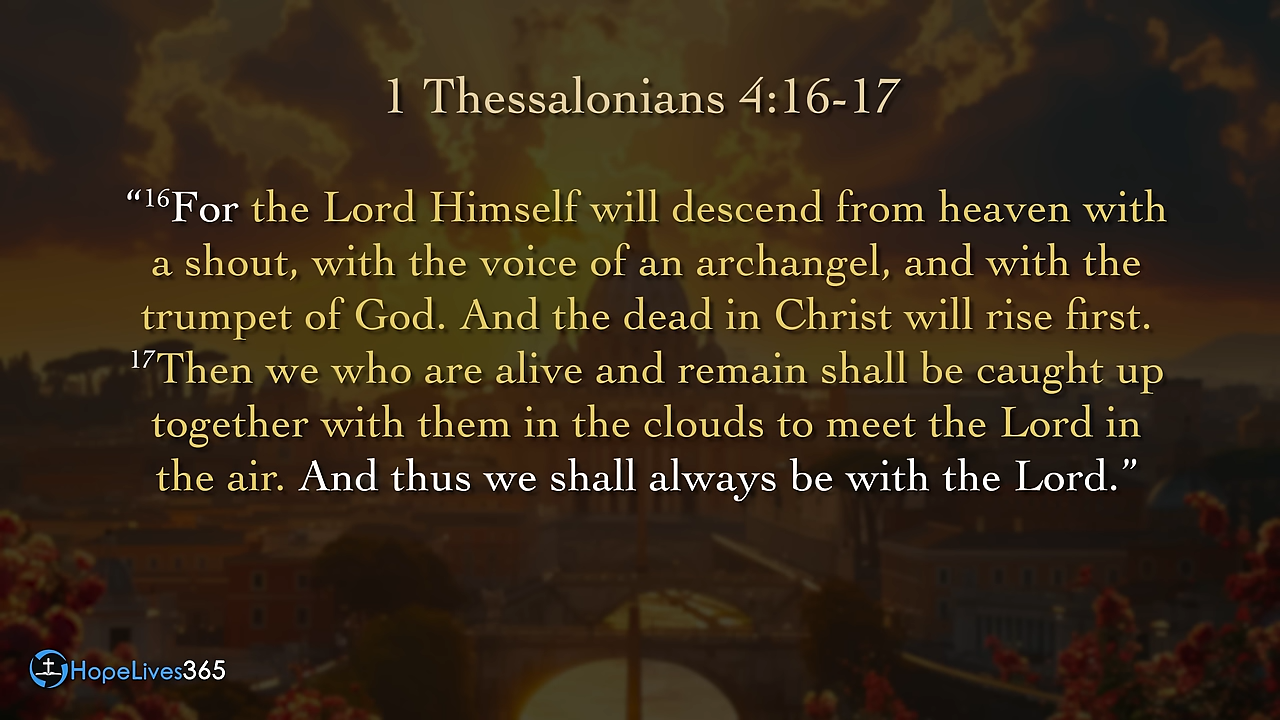 1 Thessalonians 4:16-17
“¹⁶For the Lord Himself will descend from heaven with
a shout, with the voice of an archangel, and with the
trumpet of God. And the dead in Christ will rise first.
¹⁷Then we who are alive and remain shall be caught up
together with them in the clouds to meet the Lord in
the air. And thus we shall always be with the Lord.”
HopeLives365